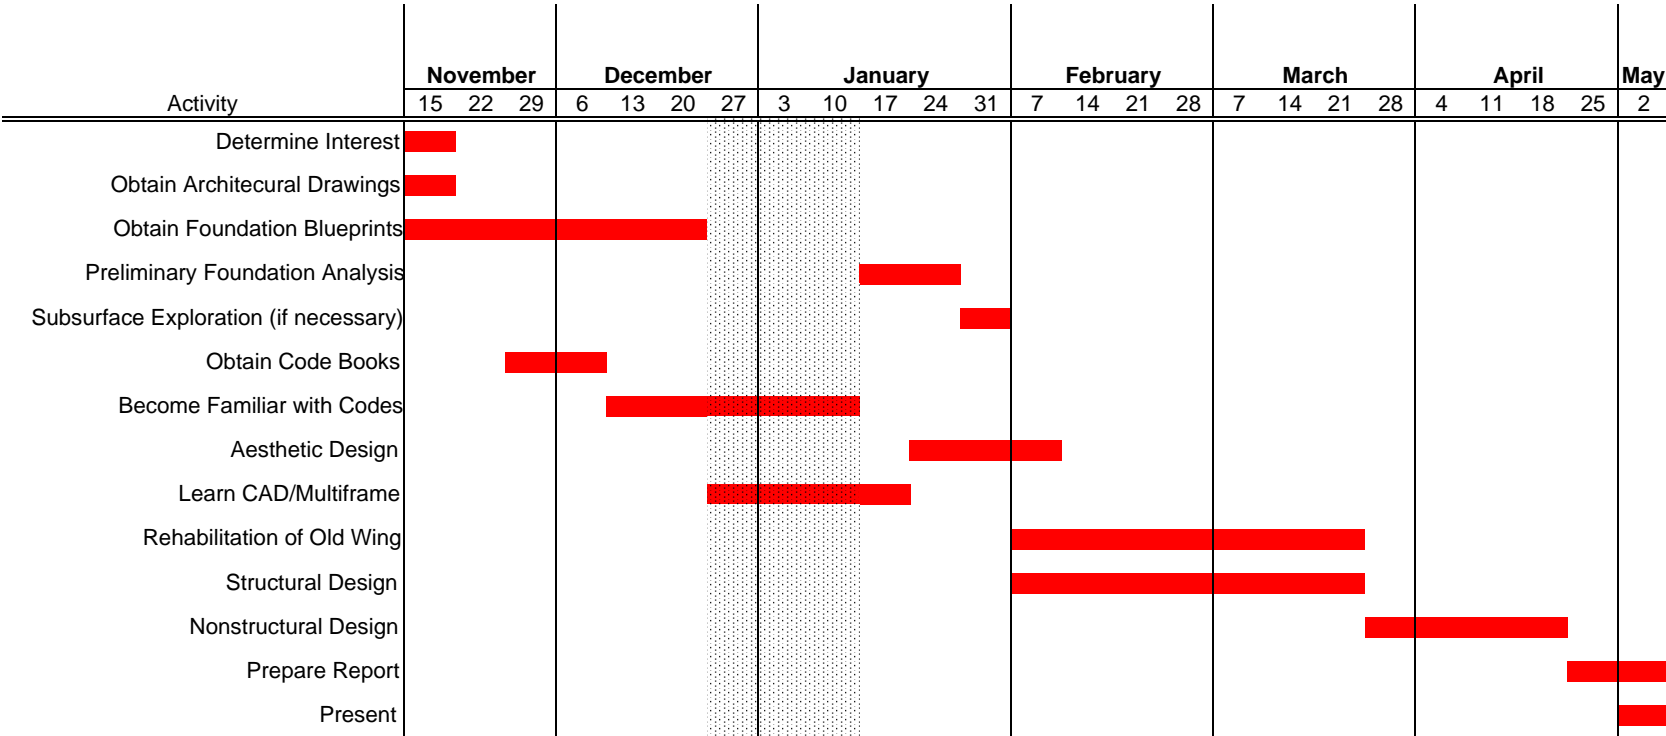 November December January February March April May
Activity 15 22 29 6 13 20 27 3 10 17 24 31 7 14 21 28 7 14 21 28 4 11 18 25 2
Determine Interest
Obtain Architecural Drawings
Obtain Foundation Blueprints
Preliminary Foundation Analysis
Subsurface Exploration (if necessary)
Obtain Code Books
Become Familiar with Codes
Aesthetic Design
Learn CAD/Multiframe
Rehabilitation of Old Wing
Structural Design
Nonstructural Design
Prepare Report
Present